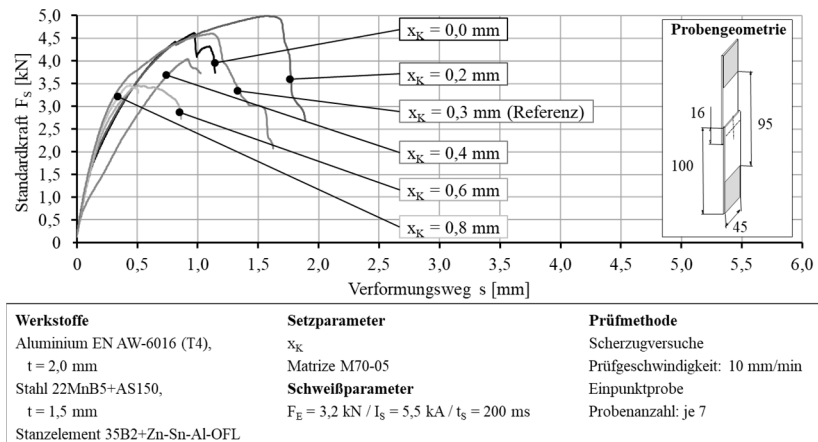 Standardkraft F_S [kN]
5,0
4,5
4,0
3,5
3,0
2,5
2,0
1,5
1,0
0,5
0
0 0,5 1,0 1,5 2,0 2,5 3,0 3,5 4,0 4,5 5,0 5,5 6,0
Verformungsweg s [mm]
x_K = 0,0 mm
x_K = 0,2 mm
x_K = 0,3 mm (Referenz)
x_K = 0,4 mm
x_K = 0,6 mm
x_K = 0,8 mm
Probengeometrie
16
95
100
45
Werkstoffe
Aluminium EN AW-6016 (T4),
t = 2,0 mm
Stahl 22MnB5+AS150,
t = 1,5 mm
Stanzelement 35B2+Zn-Sn-Al-OFL
Setzparameter
x_K
Matrize M70-05
Schweißparameter
F_E = 3,2 kN / I_S = 5,5 kA / t_S = 200 ms
Prüfmethode
Scherzugversuche
Prüfgeschwindigkeit: 10 mm/min
Einpunktprobe
Probenanzahl: je 7